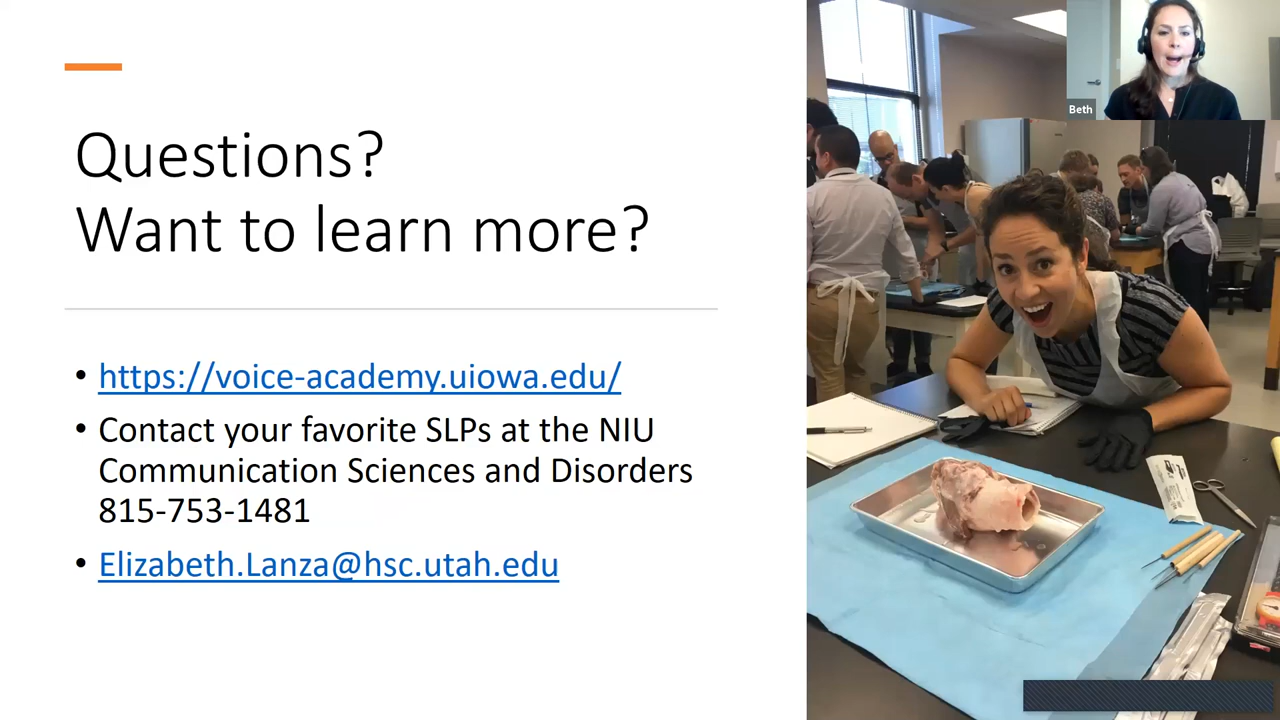 Questions?
Want to learn more?
• https://voice-academy.uiowa.edu/
• Contact your favorite SLPs at the NIU
Communication Sciences and Disorders
815-753-1481
• Elizabeth.Lanza@hsc.utah.edu
Beth